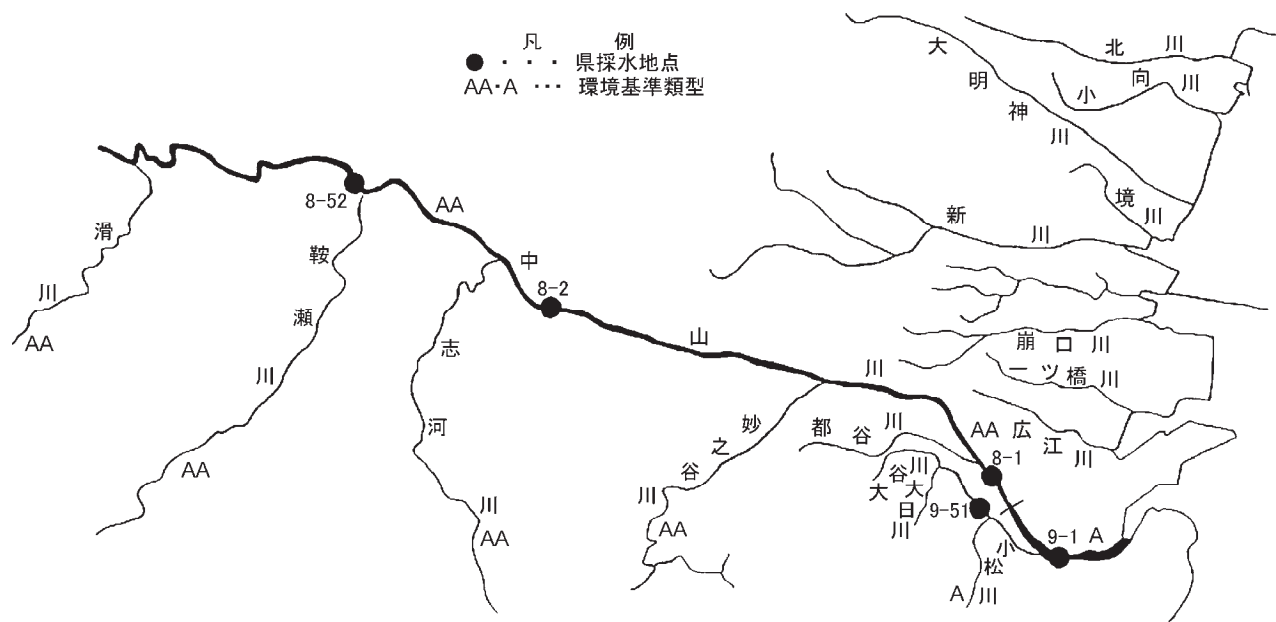 凡 例
●・・・県採水地点
AA・A ・・・環境基準類型
北川
小向川
大明神川
境川
新川
崩口川
一ツ橋川
広江川
滑川
AA
8-52
鞍瀬川
AA
AA
中山川
志河川
AA
8-2
妙之谷川
AA
都谷川
AA
8-1
大谷川
大日川
9-51
小松川
A
9-1
A